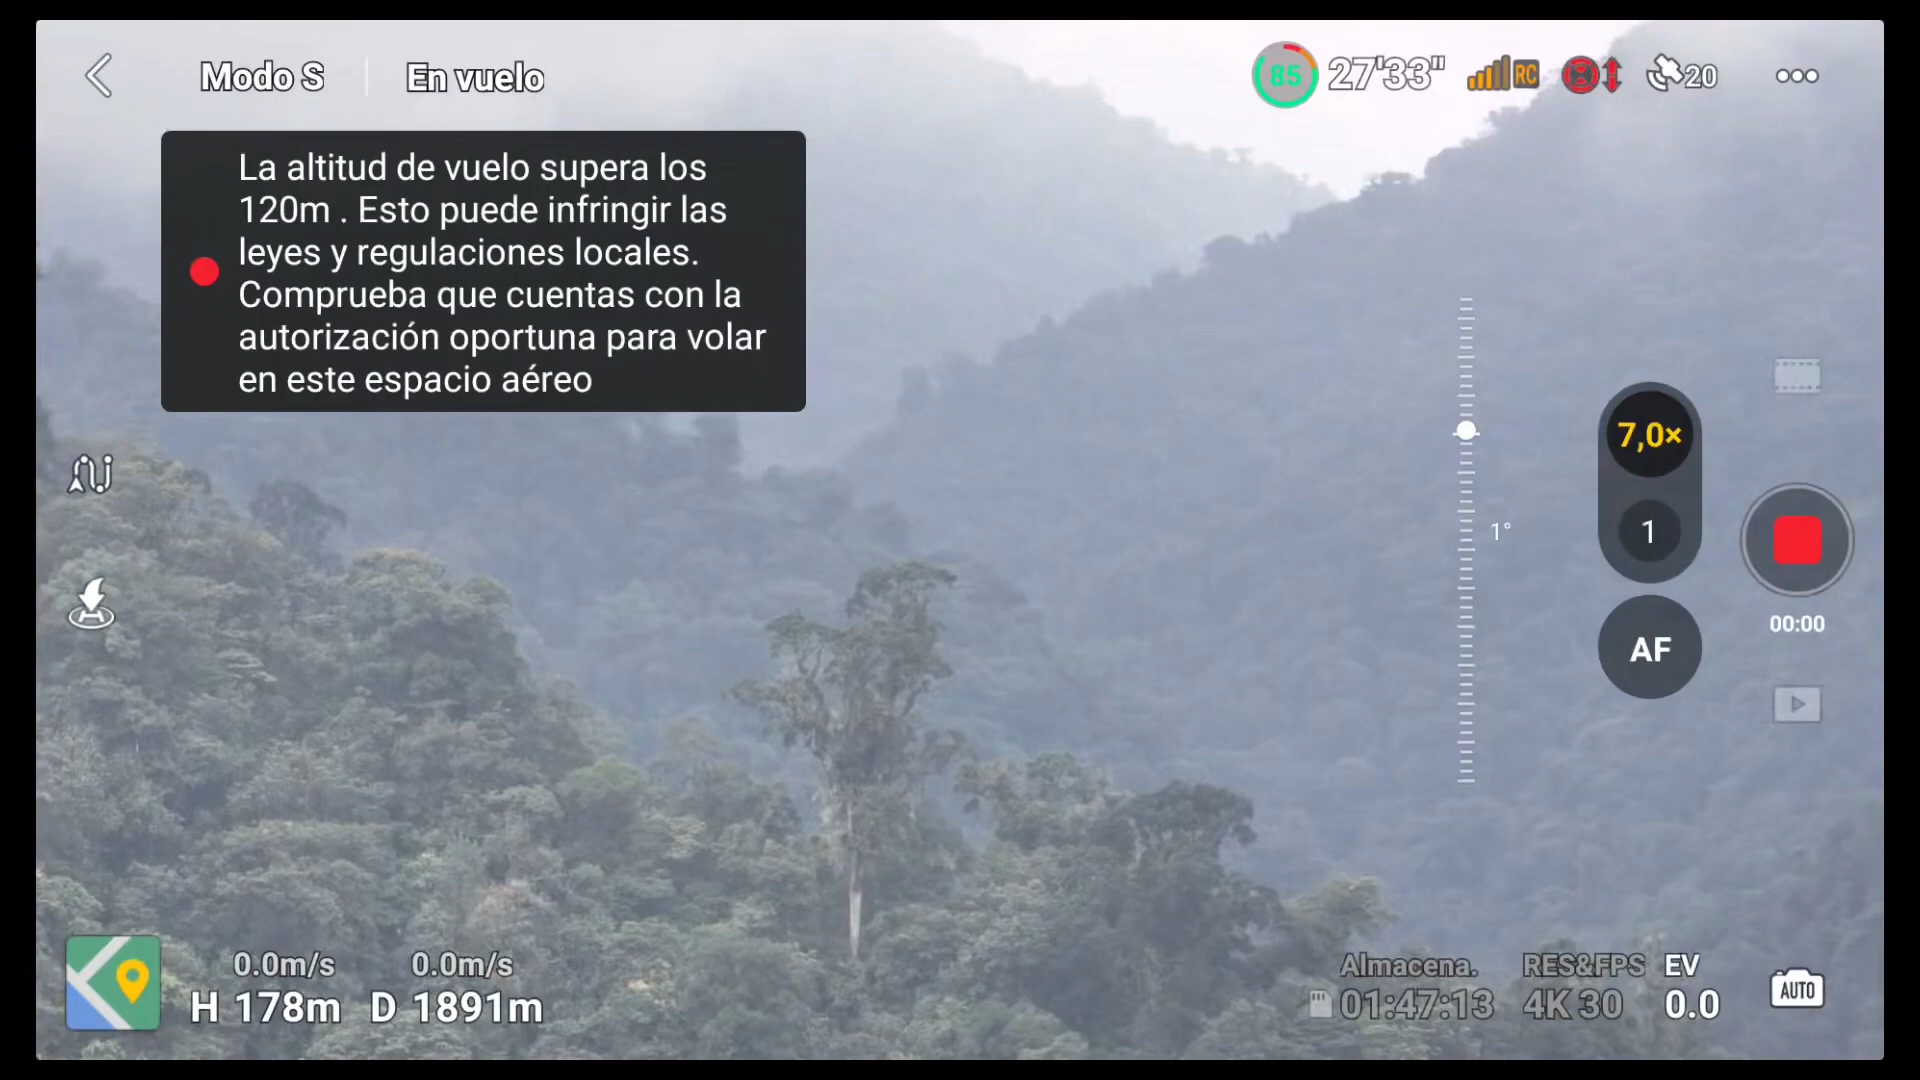 Modo S
En vuelo
85
27'33"
RC
20
La altitud de vuelo supera los
120m . Esto puede infringir las
leyes y regulaciones locales.
Comprueba que cuentas con la
autorización oportuna para volar
en este espacio aéreo
7,0×
1°
1
AF
00:00
0.0m/s
0.0m/s
H 178m
D 1891m
Almacena.
01:47:13
RES&FPS
4K 30
EV
0.0
AUTO